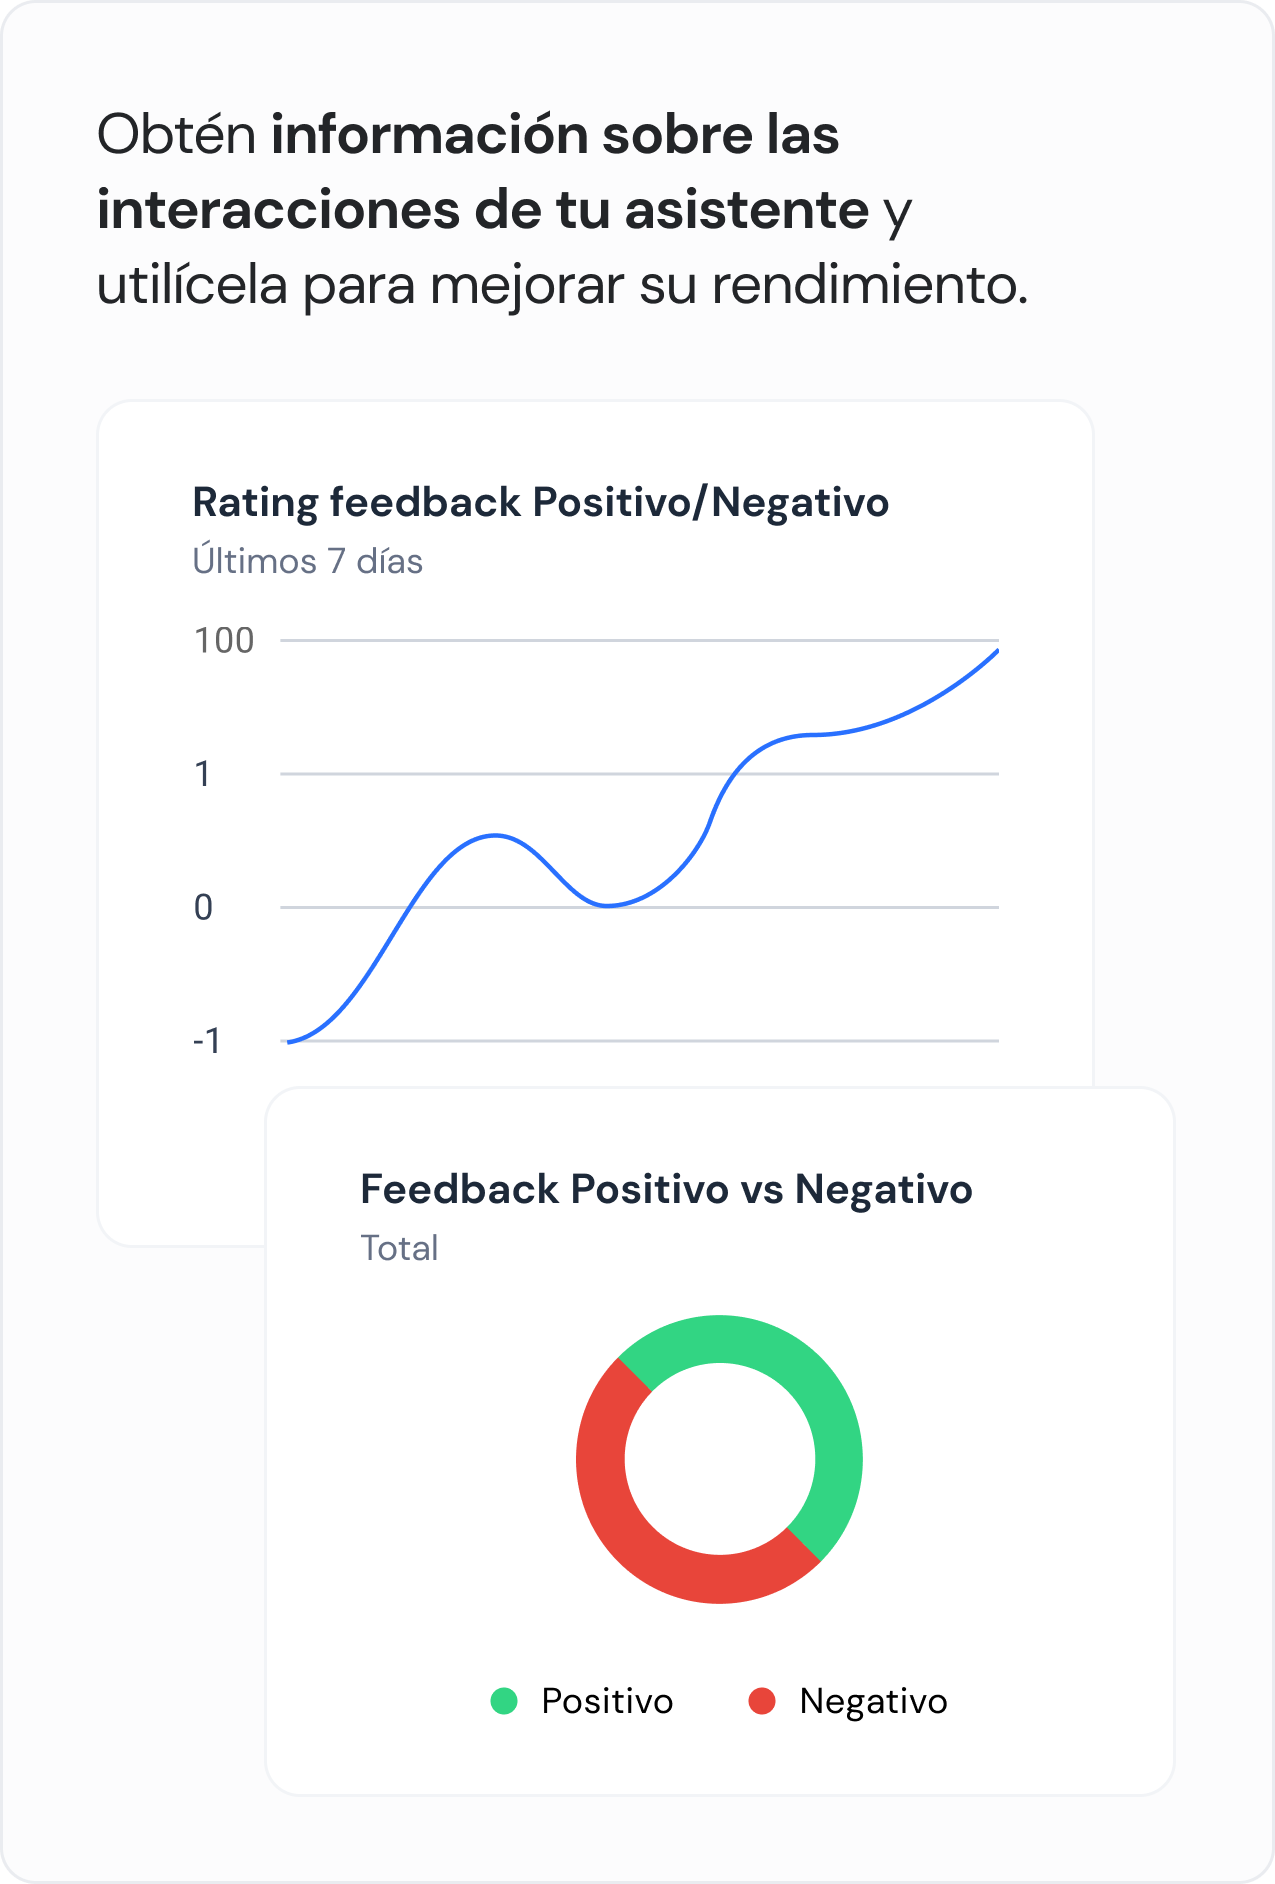 Obtén información sobre las
interacciones de tu asistente y
utilícela para mejorar su rendimiento.
Rating feedback Positivo/Negativo
Últimos 7 días
100
1
0
-1
Feedback Positivo vs Negativo
Total
Positivo
Negativo